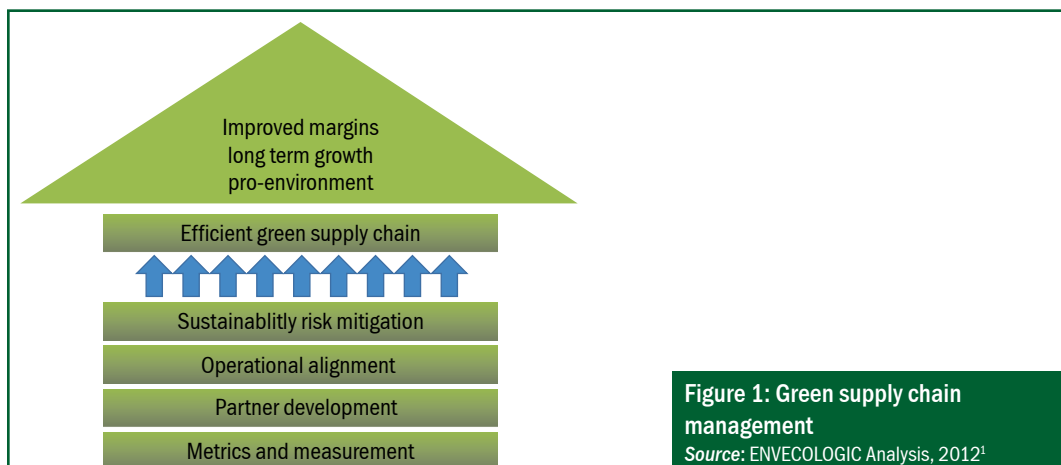 Improved margins
long term growth
pro-environment
Efficient green supply chain
Sustainablitly risk mitigation
Operational alignment
Partner development
Metrics and measurement
Figure 1: Green supply chain
management
Source: ENVECOLOGIC Analysis, 2012¹